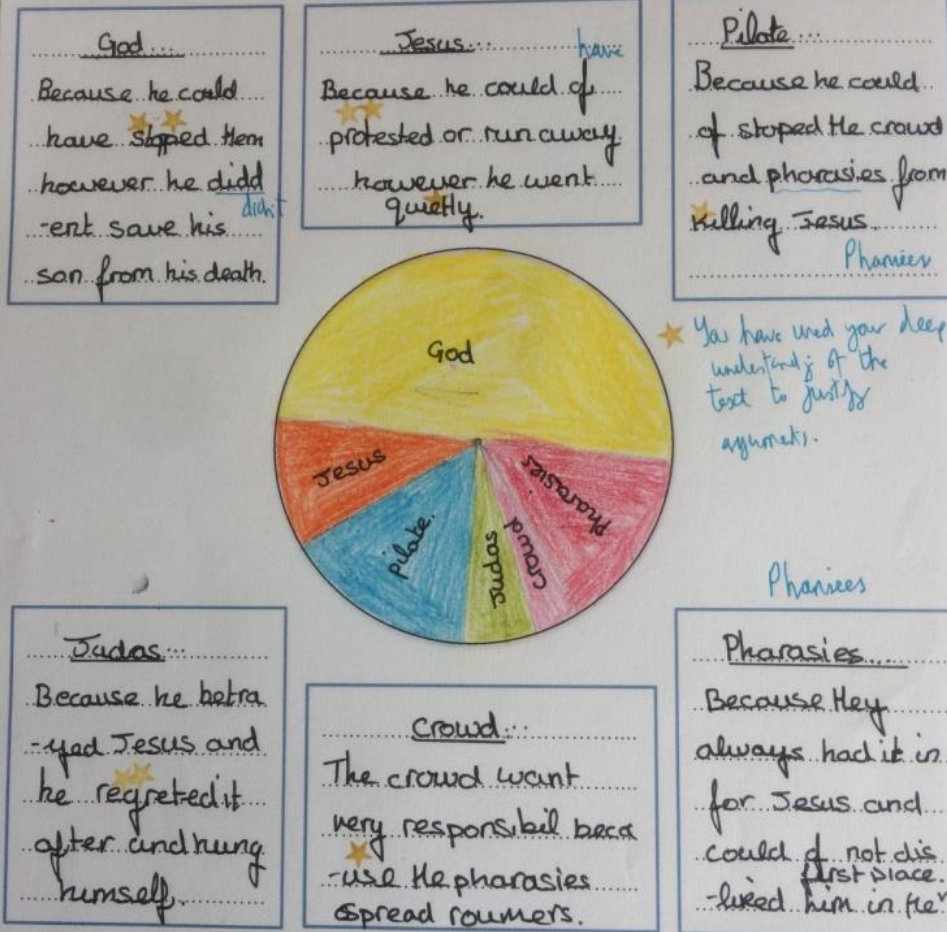 God...
Because he could
have stoped them
however he didd
didn't
-ent save his
son from his death.
Jesus...
have
Because he could of
protested or run away
however he went
quietly.
Pilate...
Because he could
of stoped the crowd
and pharasies from
killing Jesus.
Pharisees
God
Jesus
Pilate.
Judas
crowd
pharasies
You have used your deep
understanding of the
text to justify
arguments.
Judas...
Because he betra
-yed Jesus and
he regreted it
after and hung
himself.
Crowd...
The crowd want
very responsibil beca
-use the pharasies
spread roumers.
Pharisees
Pharasies...
Because they
always had it in
for Jesus and
could of not dis
first place.
-liked him in the